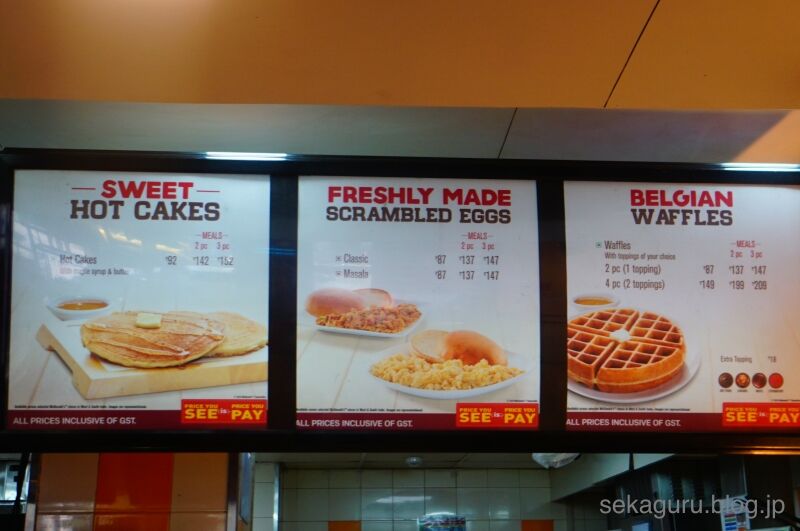 SWEET
HOT CAKES
MEALS
2 pc 3 pc
Hot Cakes ₹92 ₹142 ₹152
With maple syrup & butter
ALL PRICES INCLUSIVE OF GST.
PRICE YOU SEE is PRICE YOU PAY
FRESHLY MADE
SCRAMBLED EGGS
MEALS
2 pc 3 pc
Classic ₹87 ₹137 ₹147
Masala ₹87 ₹137 ₹147
ALL PRICES INCLUSIVE OF GST.
PRICE YOU SEE is PRICE YOU PAY
BELGIAN
WAFFLES
MEALS
Waffles 2 pc 3 pc
With toppings of your choice
2 pc (1 topping) ₹87 ₹137 ₹147
4 pc (2 toppings) ₹149 ₹199 ₹209
Extra Topping ₹18
ALL PRICES INCLUSIVE OF GST.
PRICE YOU SEE is PRICE YOU PAY
sekaguru.blog.jp